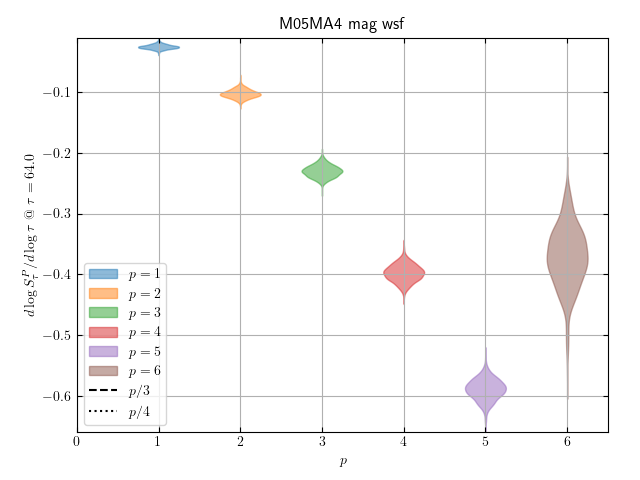 M05MA4 mag wsf
−0.1
−0.2
−0.3
−0.4
−0.5
−0.6
0 1 2 3 4 5 6
p
d log S_τ^P / d log τ @ τ = 64.0
p = 1
p = 2
p = 3
p = 4
p = 5
p = 6
p/3
p/4